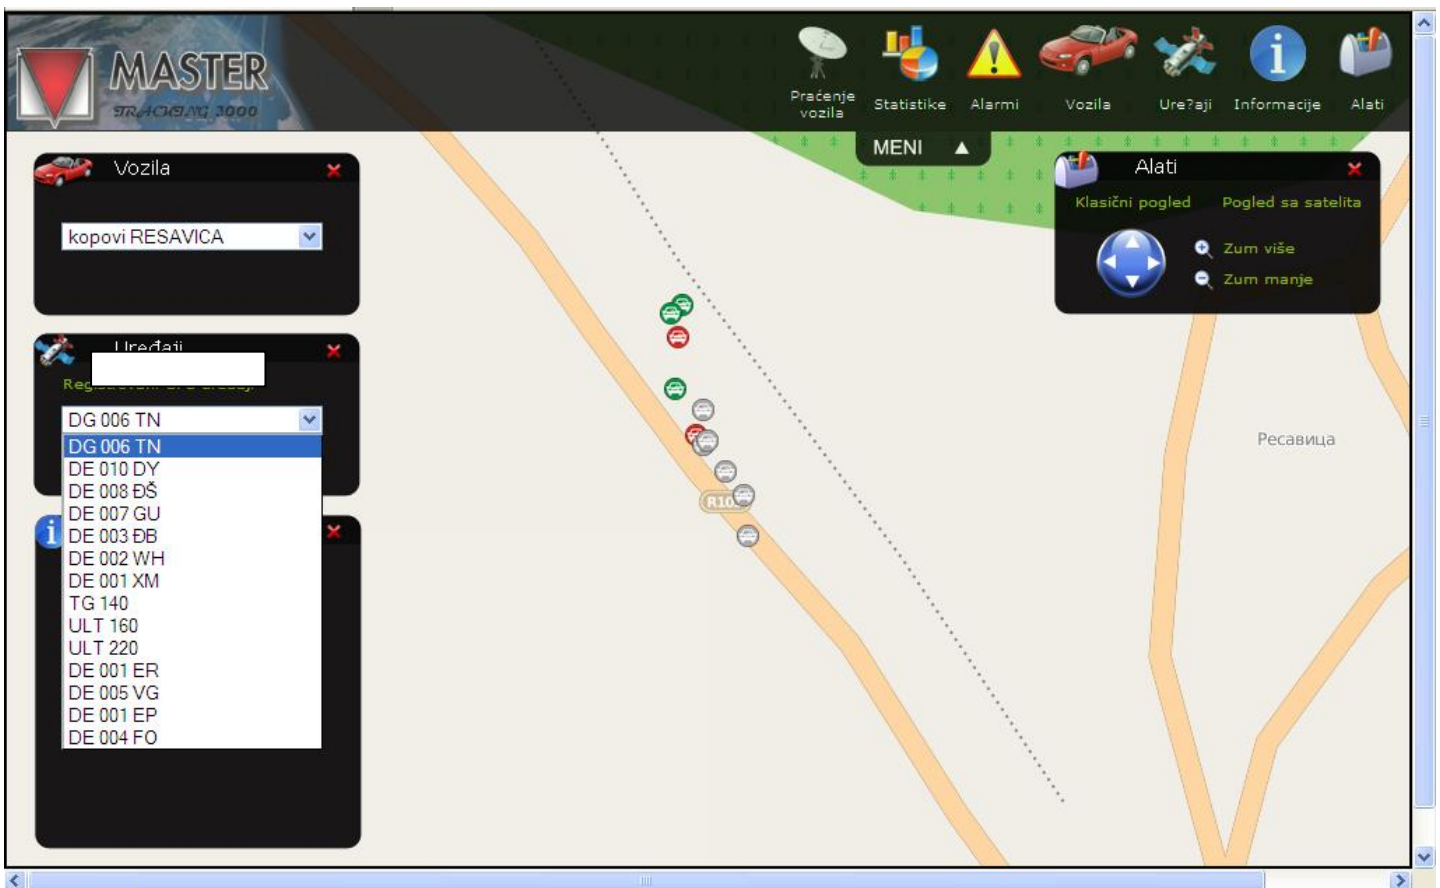 MASTER
TRACKING 3000
Praćenje
vozila
Statistike
Alarmi
Vozila
Ure?aji
Informacije
Alati
MENI
Vozila
kopovi RESAVICA
Alati
Klasični pogled
Pogled sa satelita
Zum više
Zum manje
Uređaji
DG 006 TN
DG 006 TN
DE 010 DY
DE 008 ĐŠ
DE 007 GU
DE 003 ĐB
DE 002 WH
DE 001 XM
TG 140
ULT 160
ULT 220
DE 001 ER
DE 005 VG
DE 001 EP
DE 004 FO
Ресавица